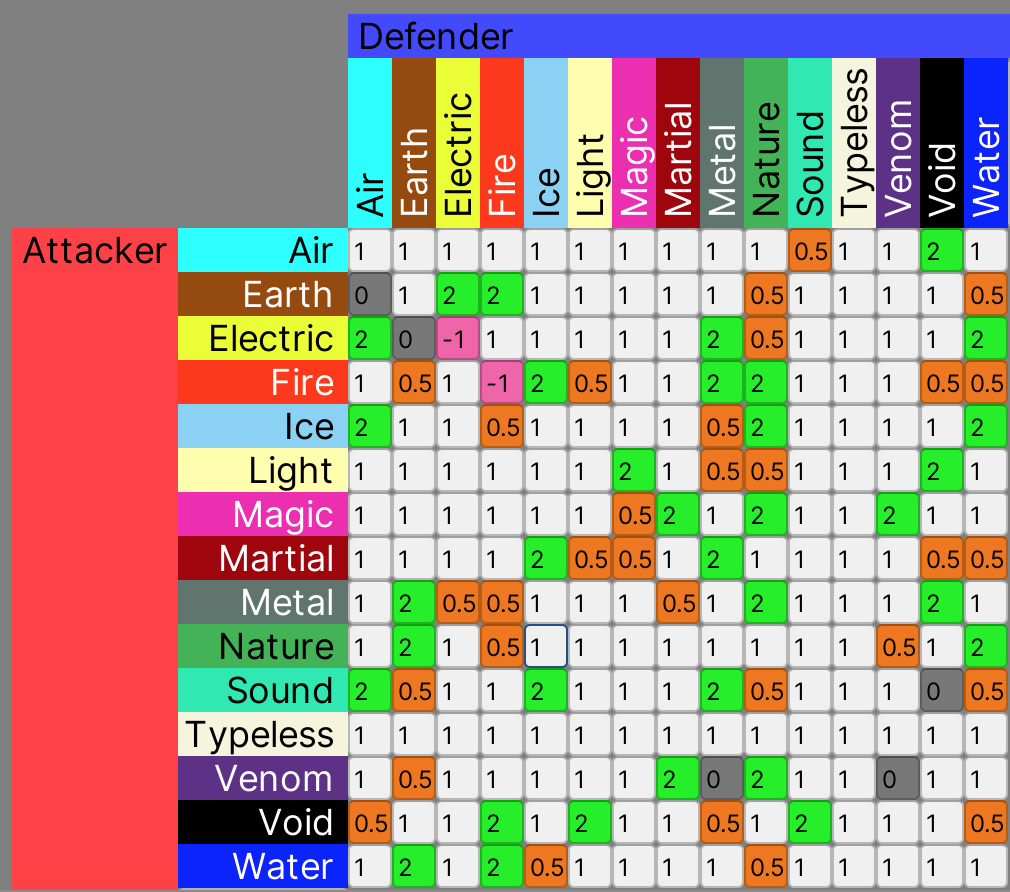 Defender
Air Earth Electric Fire Ice Light Magic Martial Metal Nature Sound Typeless Venom Void Water
Attacker Air 1 1 1 1 1 1 1 1 1 1 0.5 1 1 2 1
Earth 0 1 2 2 1 1 1 1 1 0.5 1 1 1 1 0.5
Electric 2 0 -1 1 1 1 1 1 2 0.5 1 1 1 1 2
Fire 1 0.5 1 -1 2 0.5 1 1 2 2 1 1 1 0.5 0.5
Ice 2 1 1 0.5 1 1 1 1 0.5 2 1 1 1 1 2
Light 1 1 1 1 1 1 2 1 0.5 0.5 1 1 1 2 1
Magic 1 1 1 1 1 1 0.5 2 1 2 1 1 2 1 1
Martial 1 1 1 1 2 0.5 0.5 1 2 1 1 1 1 0.5 0.5
Metal 1 2 0.5 0.5 1 1 1 0.5 1 2 1 1 1 2 1
Nature 1 2 1 0.5 1 1 1 1 1 1 1 1 0.5 1 2
Sound 2 0.5 1 1 2 1 1 1 2 0.5 1 1 1 0 0.5
Typeless 1 1 1 1 1 1 1 1 1 1 1 1 1 1 1
Venom 1 0.5 1 1 1 1 1 2 0 2 1 1 0 1 1
Void 0.5 1 1 2 1 2 1 1 0.5 1 2 1 1 1 0.5
Water 1 2 1 2 0.5 1 1 1 1 0.5 1 1 1 1 1